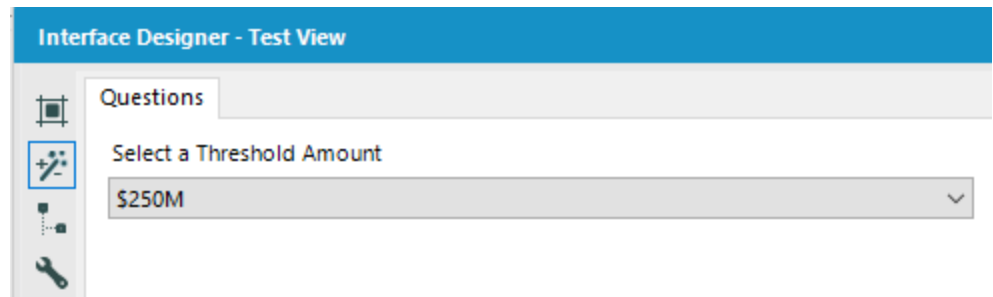 Interface Designer - Test View
Questions
Select a Threshold Amount
$250M